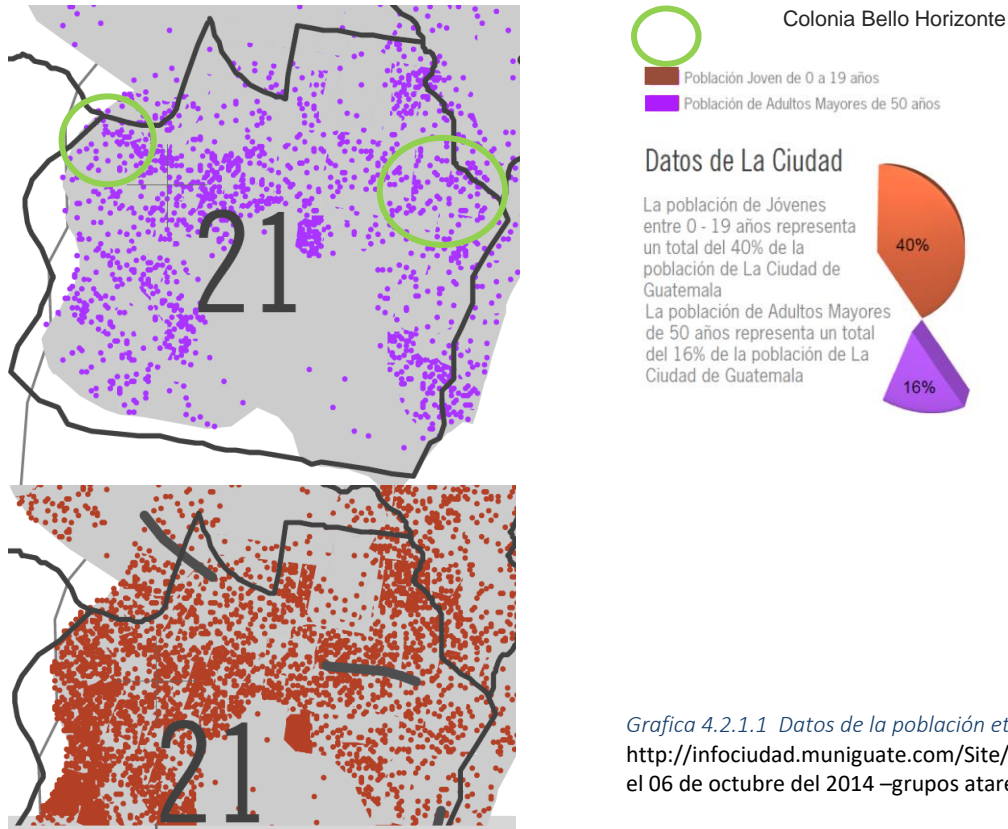 21
21
Colonia Bello Horizonte
Población Joven de 0 a 19 años
Población de Adultos Mayores de 50 años
Datos de La Ciudad
La población de Jóvenes
entre 0 - 19 años representa
un total del 40% de la
población de La Ciudad de
Guatemala
La población de Adultos Mayores
de 50 años representa un total
del 16% de la población de La
Ciudad de Guatemala
40%
16%
Grafica 4.2.1.1 Datos de la población et
http://infociudad.muniguate.com/Site/
el 06 de octubre del 2014 –grupos atare